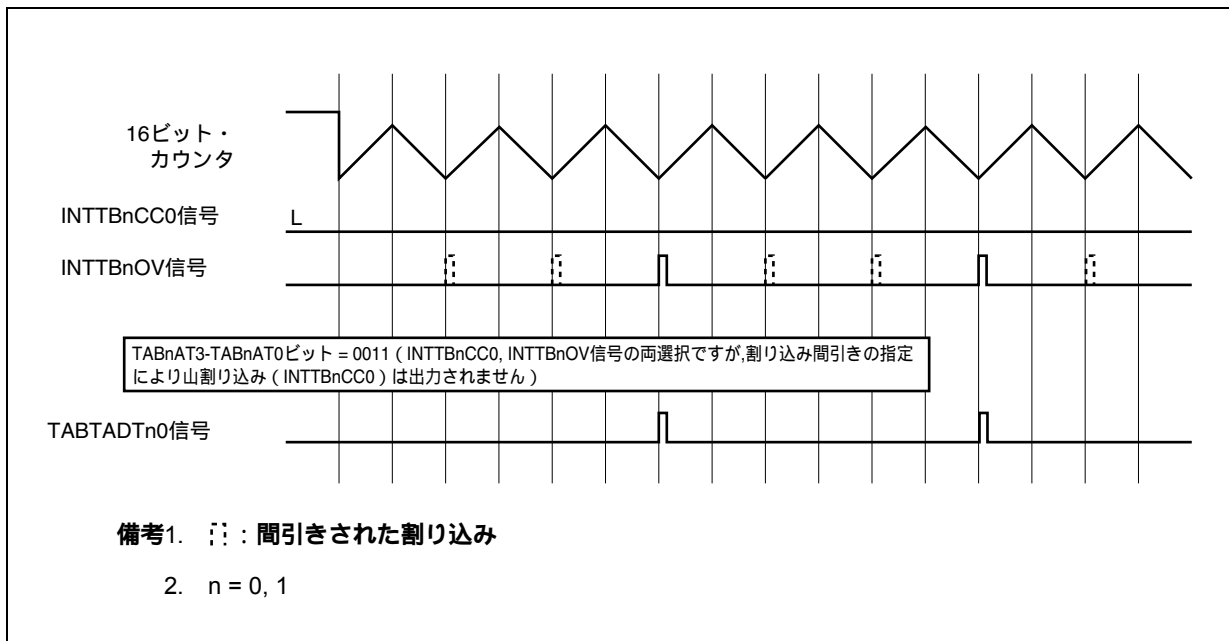 16ビット・
カウンタ
INTTBnCC0信号
L
INTTBnOV信号
TABnAT3-TABnAT0ビット = 0011 ( INTTBnCC0, INTTBnOV信号の両選択ですが,割り込み間引きの指定
により山割り込み ( INTTBnCC0 ) は出力されません )
TABTADTn0信号
備考1. : 間引きされた割り込み
2. n = 0, 1